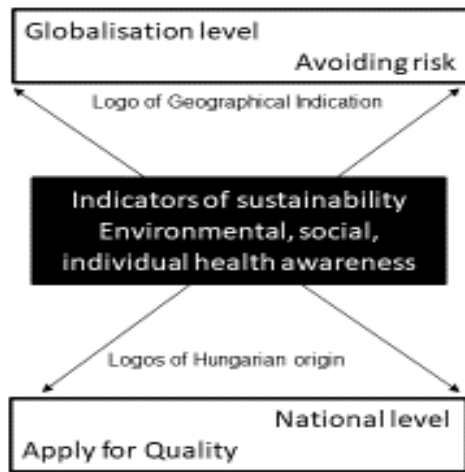 Globalisation level
Avoiding risk
Logo of Geographical Indication
Indicators of sustainability
Environmental, social,
individual health awareness
Logos of Hungarian origin
National level
Apply for Quality